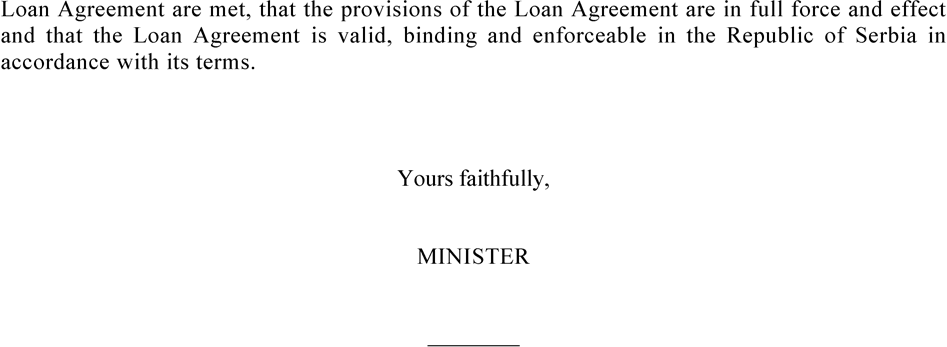 Loan Agreement are met, that the provisions of the Loan Agreement are in full force and effect
and that the Loan Agreement is valid, binding and enforceable in the Republic of Serbia in
accordance with its terms.
Yours faithfully,
MINISTER